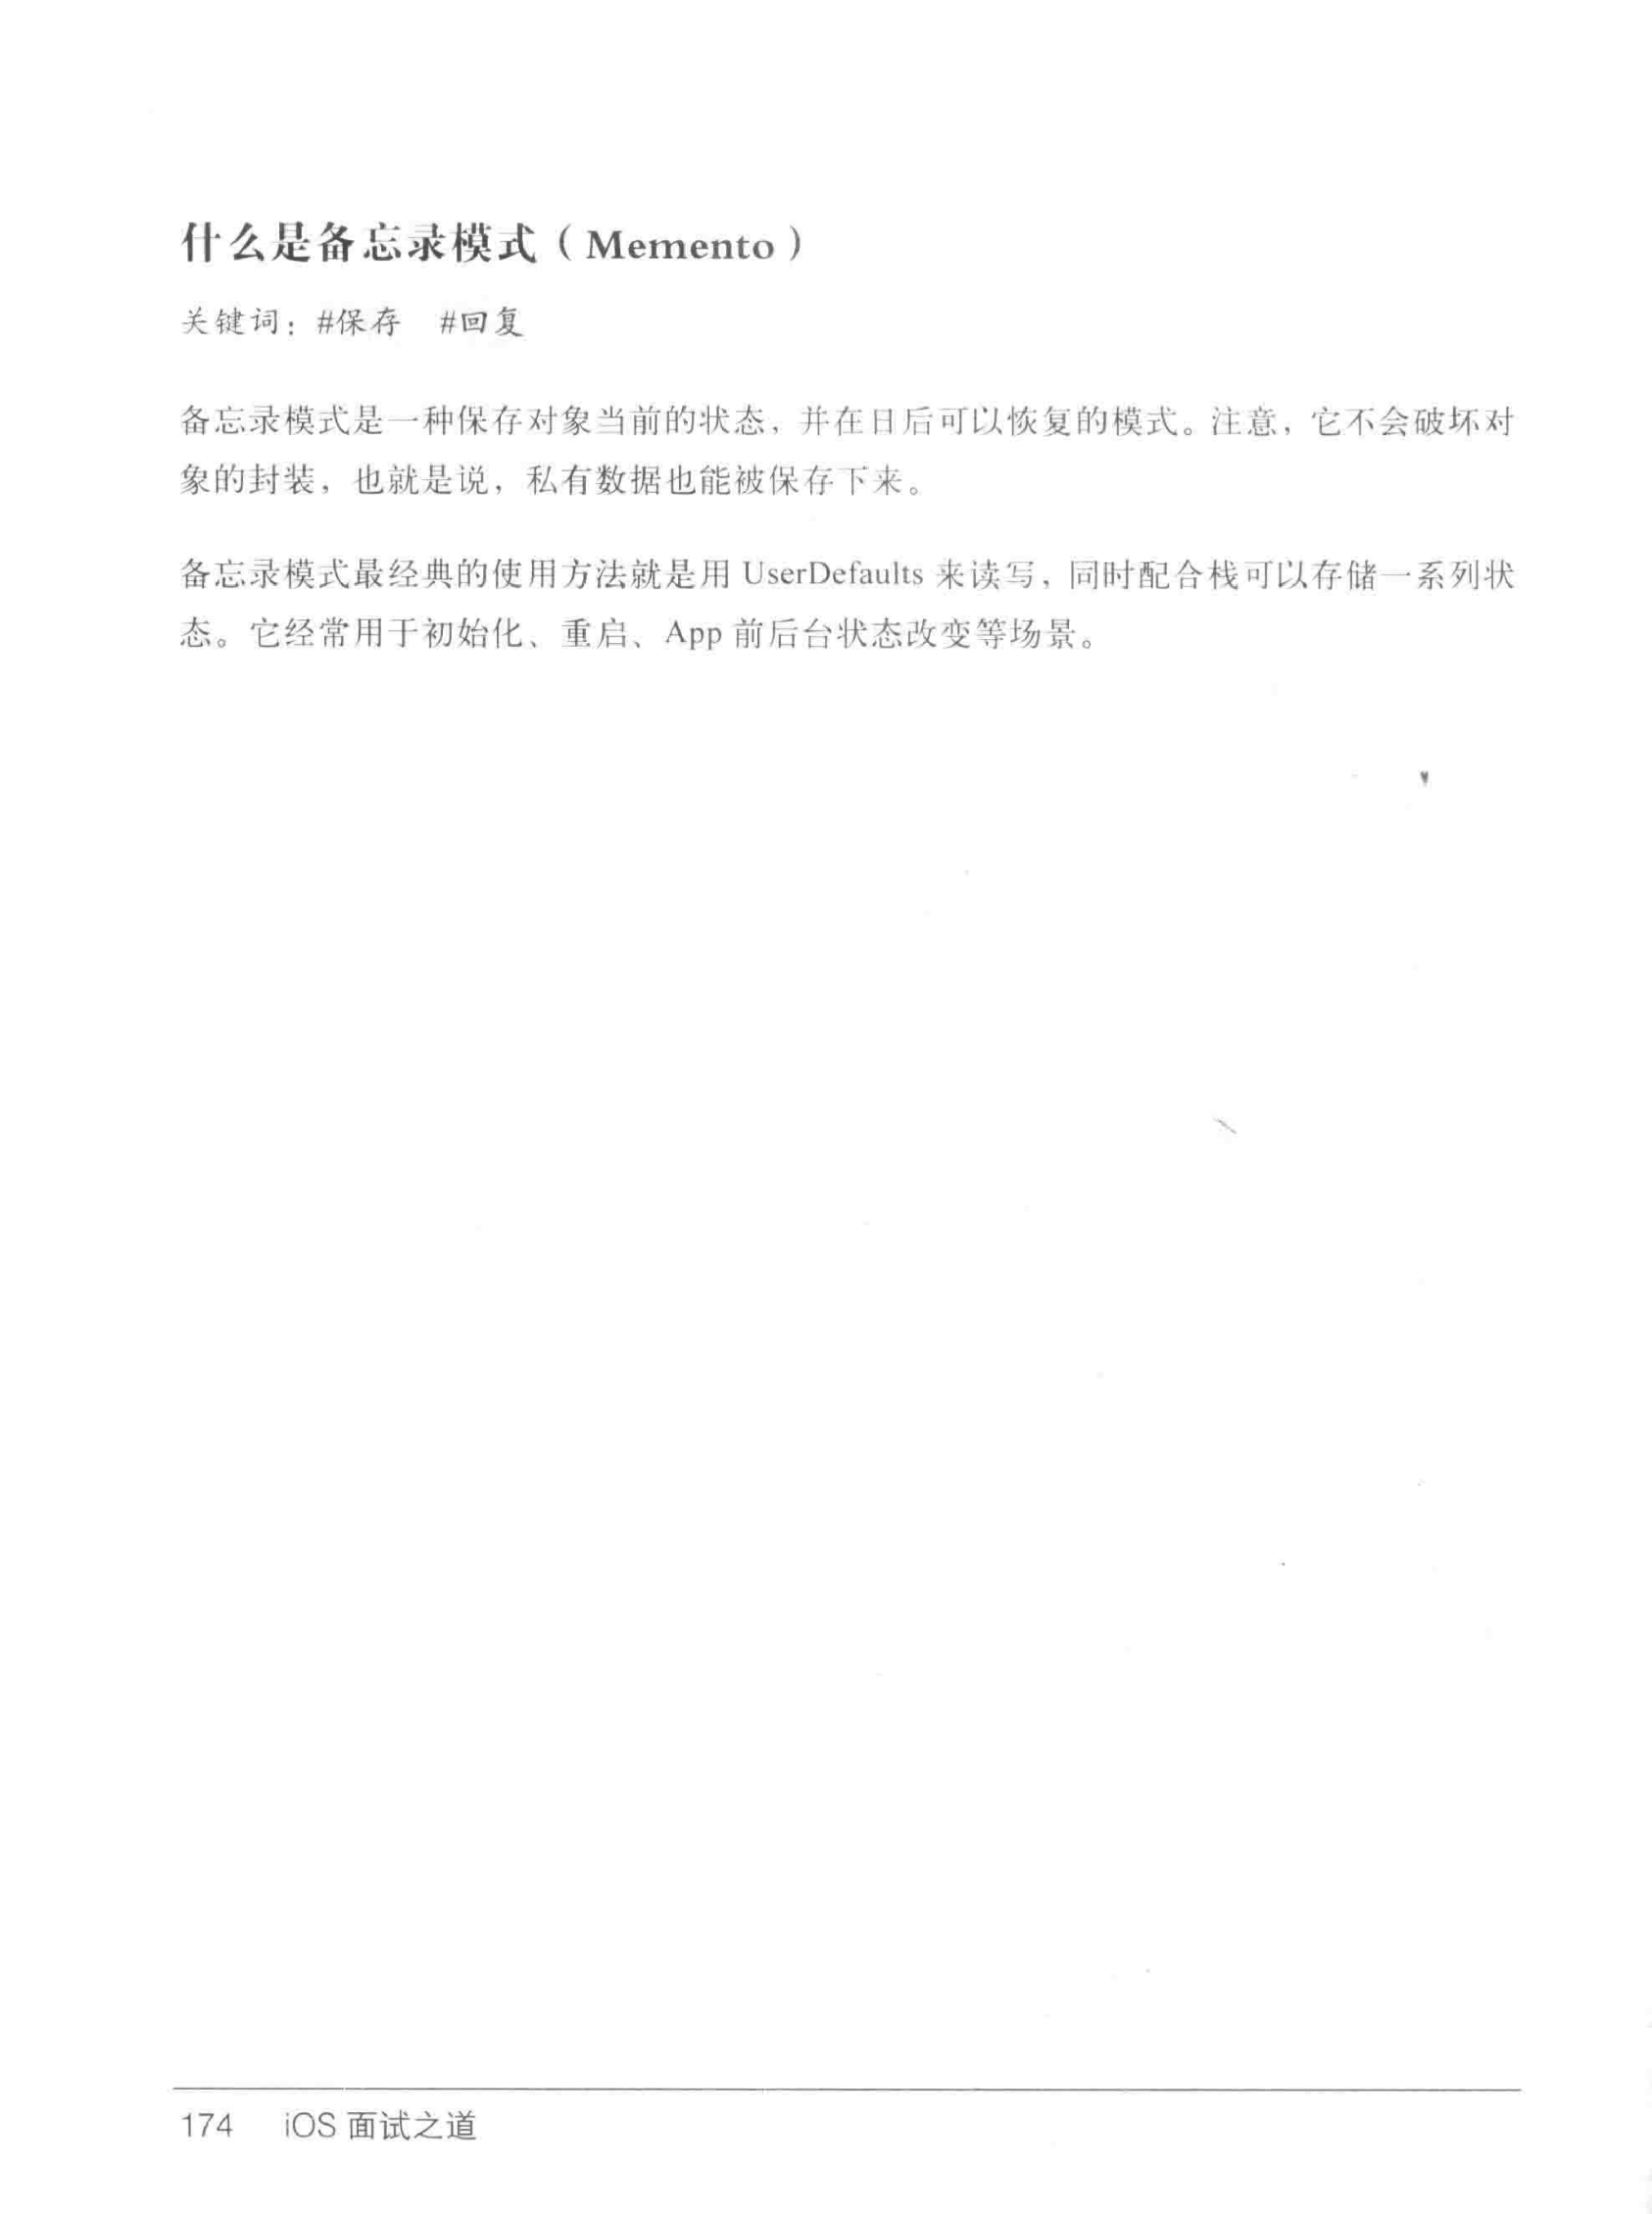 什么是备忘录模式（Memento）
关键词：#保存 #回复
备忘录模式是一种保存对象当前的状态，并在日后可以恢复的模式。注意，它不会破坏对
象的封装，也就是说，私有数据也能被保存下来。
备忘录模式最经典的使用方法就是用 UserDefaults 来读写，同时配合栈可以存储一系列状
态。它经常用于初始化、重启、App 前后台状态改变等场景。
174 iOS 面试之道